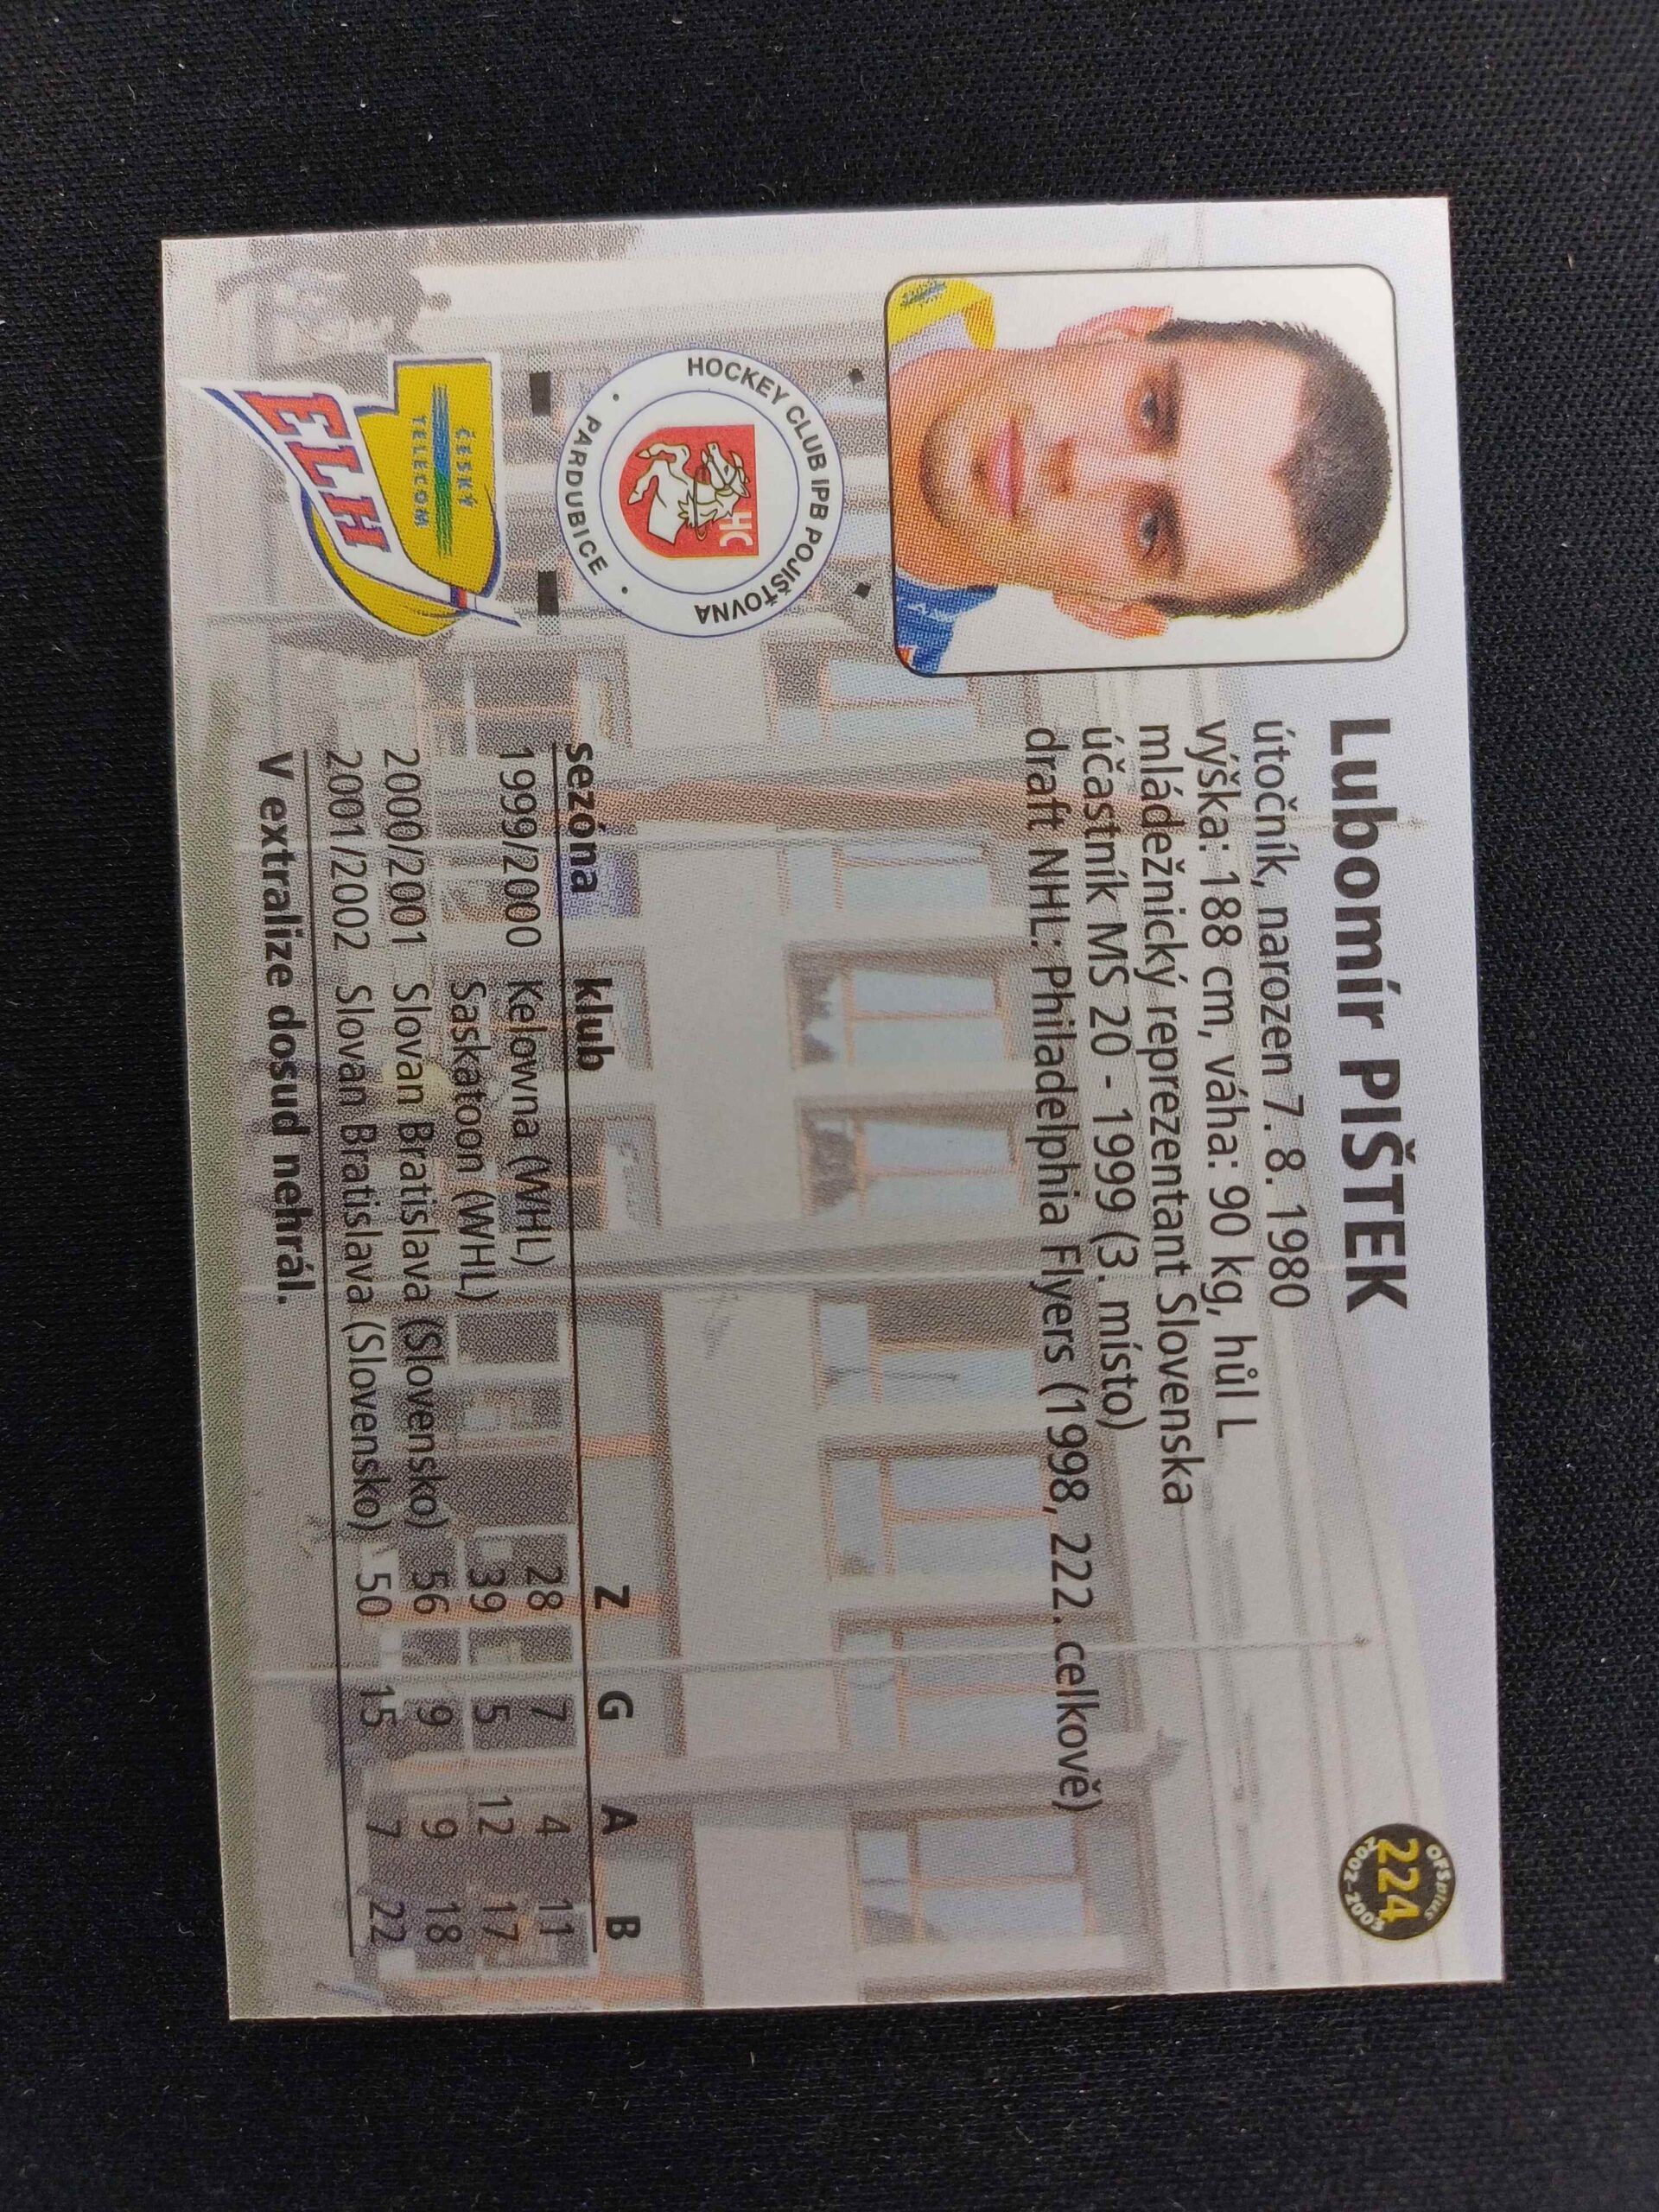 Lubomír PIŠTEK
OFSplus
224
2002-2003
útočník, narozen 7. 8. 1980
výška: 188 cm, váha: 90 kg, hůl L
mládežnický reprezentant Slovenska
účastník MS 20 - 1999 (3. místo)
draft NHL: Philadelphia Flyers (1998, 222. celkově)
HOCKEY CLUB IPB POJIŠŤOVNA
HC
• PARDUBICE •
ČESKÝ
TELECOM
ELH
sezóna klub Z G A B
1999/2000 Kelowna (WHL) 28 7 4 11
Saskatoon (WHL) 39 5 12 17
2000/2001 Slovan Bratislava (Slovensko) 56 9 9 18
2001/2002 Slovan Bratislava (Slovensko) 50 15 7 22
V extralize dosud nehrál.